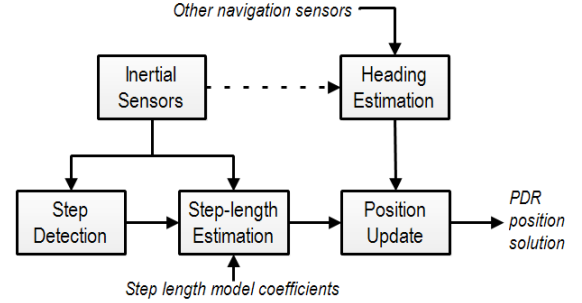 Other navigation sensors
Inertial
Sensors
Heading
Estimation
Step
Detection
Step-length
Estimation
Position
Update
PDR
position
solution
Step length model coefficients